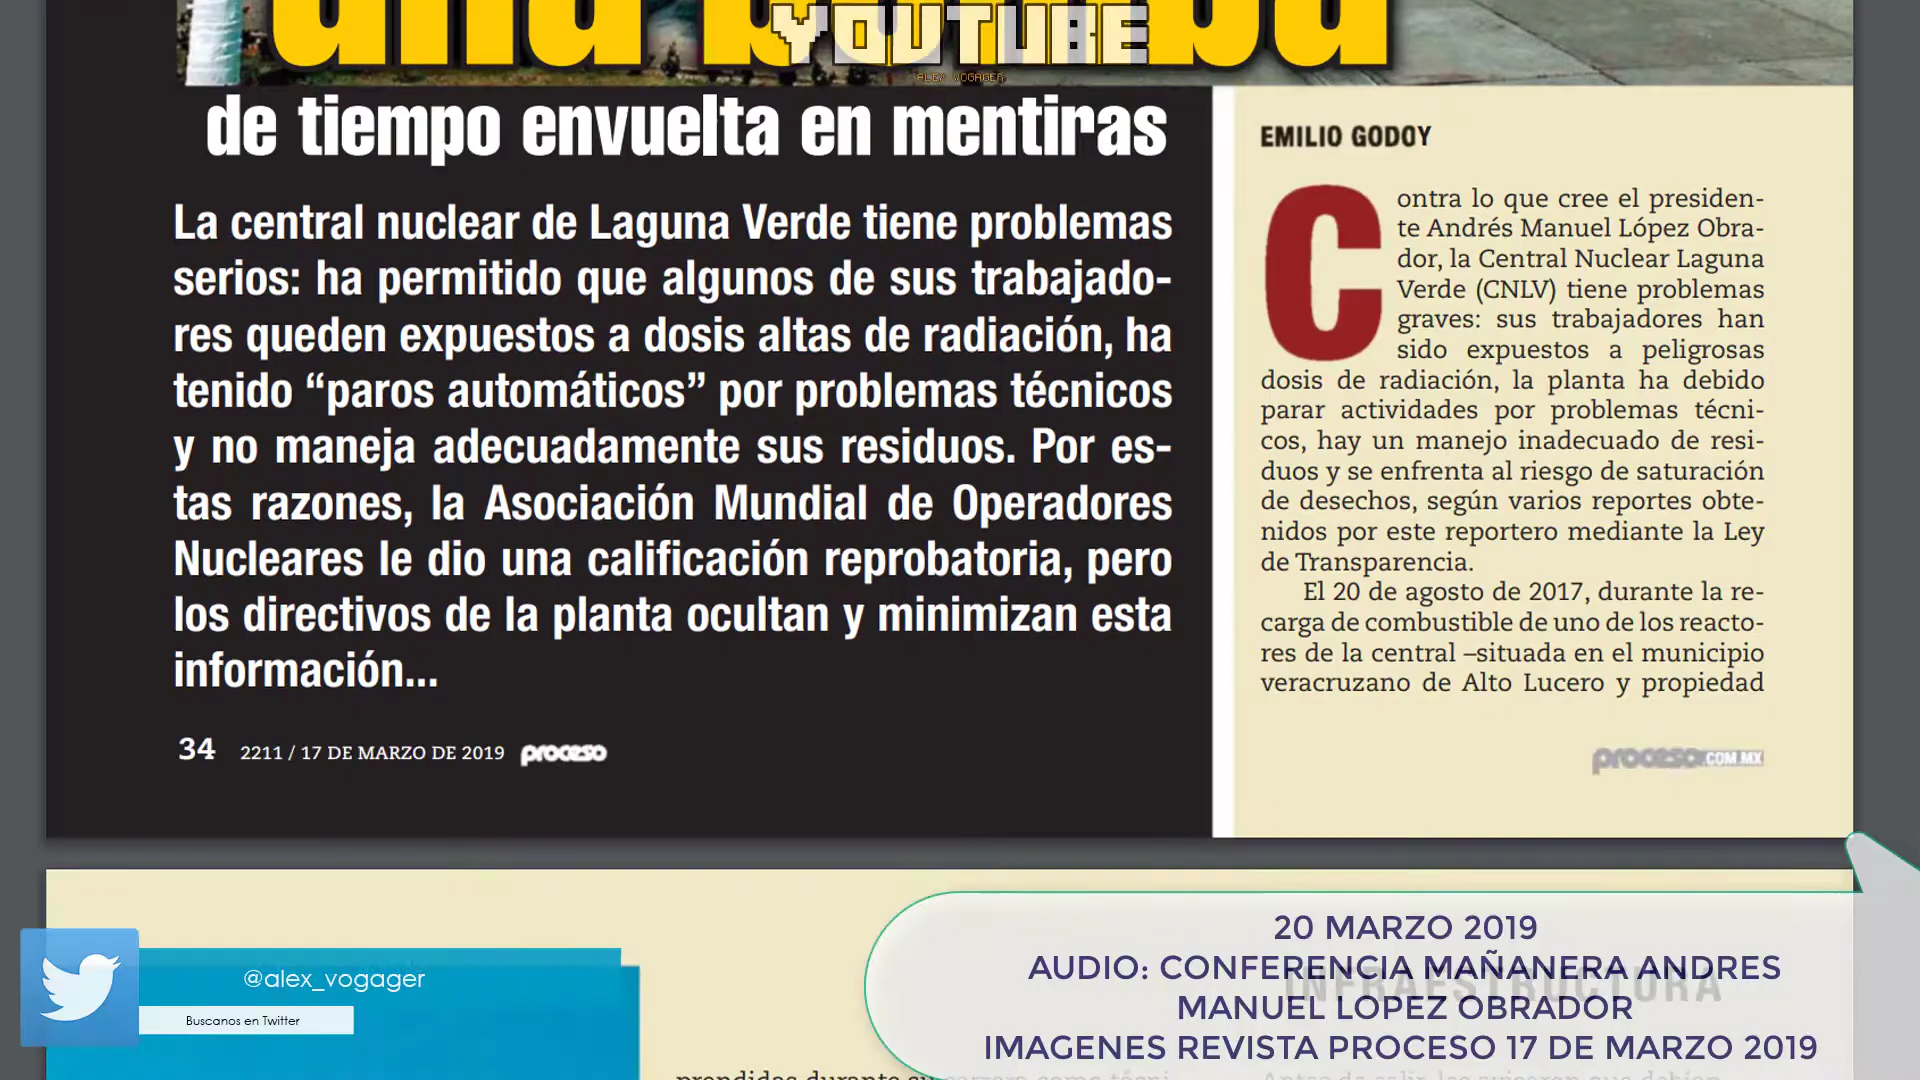 una bomba
YOUTUBE
ALEX VOGAGER
de tiempo envuelta en mentiras
La central nuclear de Laguna Verde tiene problemas
serios: ha permitido que algunos de sus trabajado-
res queden expuestos a dosis altas de radiación, ha
tenido “paros automáticos” por problemas técnicos
y no maneja adecuadamente sus residuos. Por es-
tas razones, la Asociación Mundial de Operadores
Nucleares le dio una calificación reprobatoria, pero
los directivos de la planta ocultan y minimizan esta
información...
34 2211 / 17 DE MARZO DE 2019 proceso
EMILIO GODOY
Contra lo que cree el presiden-
te Andrés Manuel López Obra-
dor, la Central Nuclear Laguna
Verde (CNLV) tiene problemas
graves: sus trabajadores han
sido expuestos a peligrosas
dosis de radiación, la planta ha debido
parar actividades por problemas técni-
cos, hay un manejo inadecuado de resi-
duos y se enfrenta al riesgo de saturación
de desechos, según varios reportes obte-
nidos por este reportero mediante la Ley
de Transparencia.
El 20 de agosto de 2017, durante la re-
carga de combustible de uno de los reacto-
res de la central –situada en el municipio
veracruzano de Alto Lucero y propiedad
proceso.COM.MX
@alex_vogager
Buscanos en Twitter
INFRAESTRUCTURA
20 MARZO 2019
AUDIO: CONFERENCIA MAÑANERA ANDRES
MANUEL LOPEZ OBRADOR
IMAGENES REVISTA PROCESO 17 DE MARZO 2019